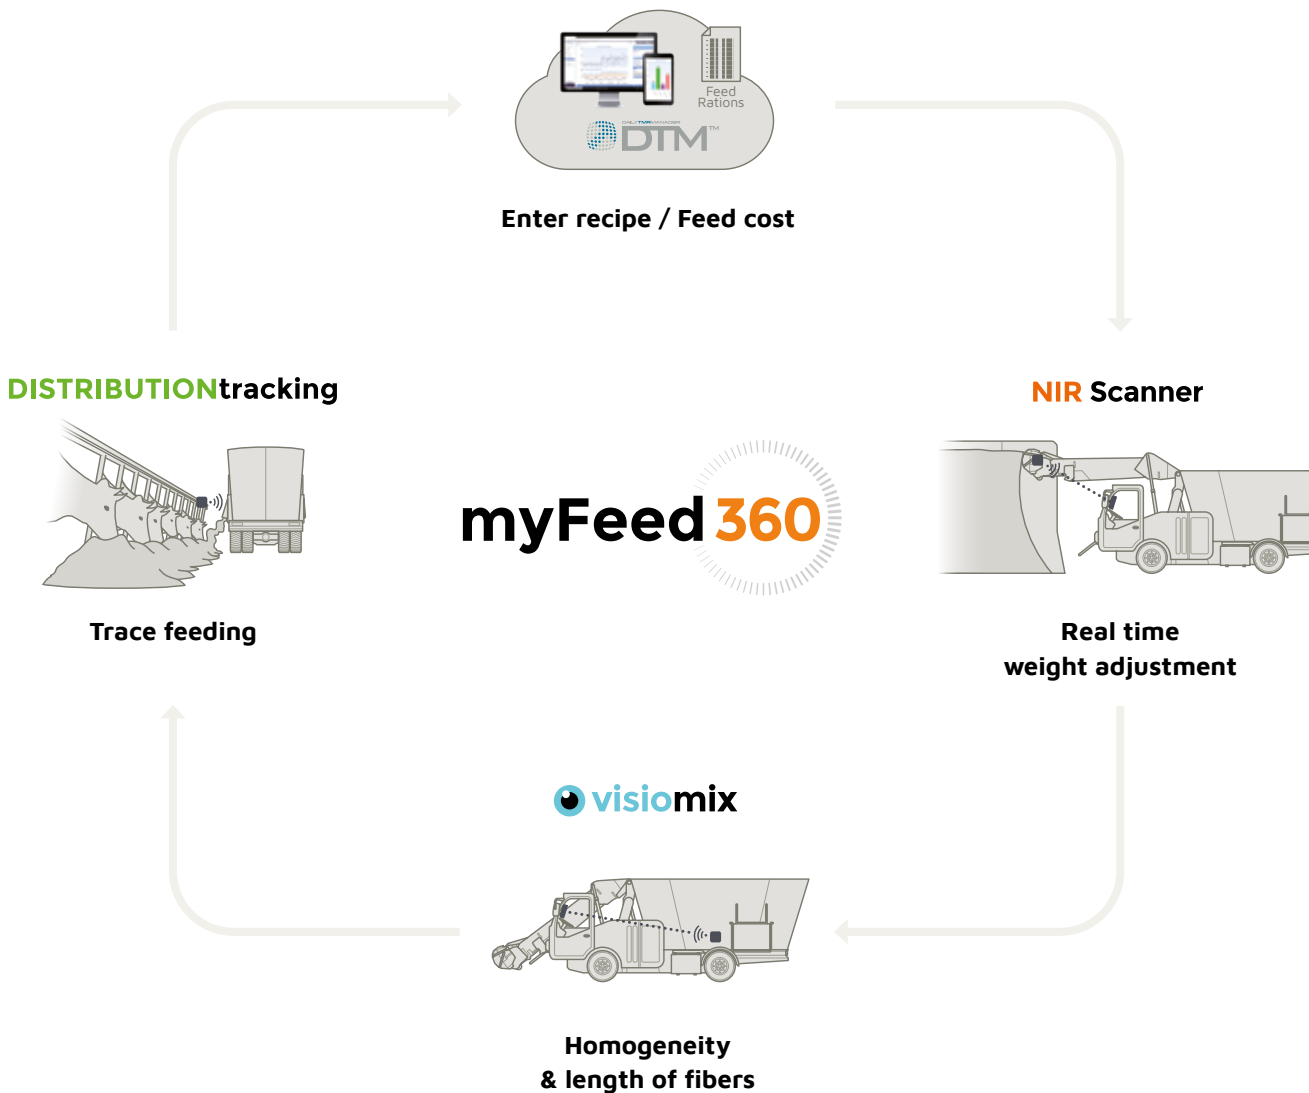 Feed
Rations
DAILYTMRMANAGER
DTM™
Enter recipe / Feed cost
DISTRIBUTIONtracking
NIR Scanner
myFeed 360
Trace feeding
Real time
weight adjustment
visiomix
Homogeneity
& length of fibers